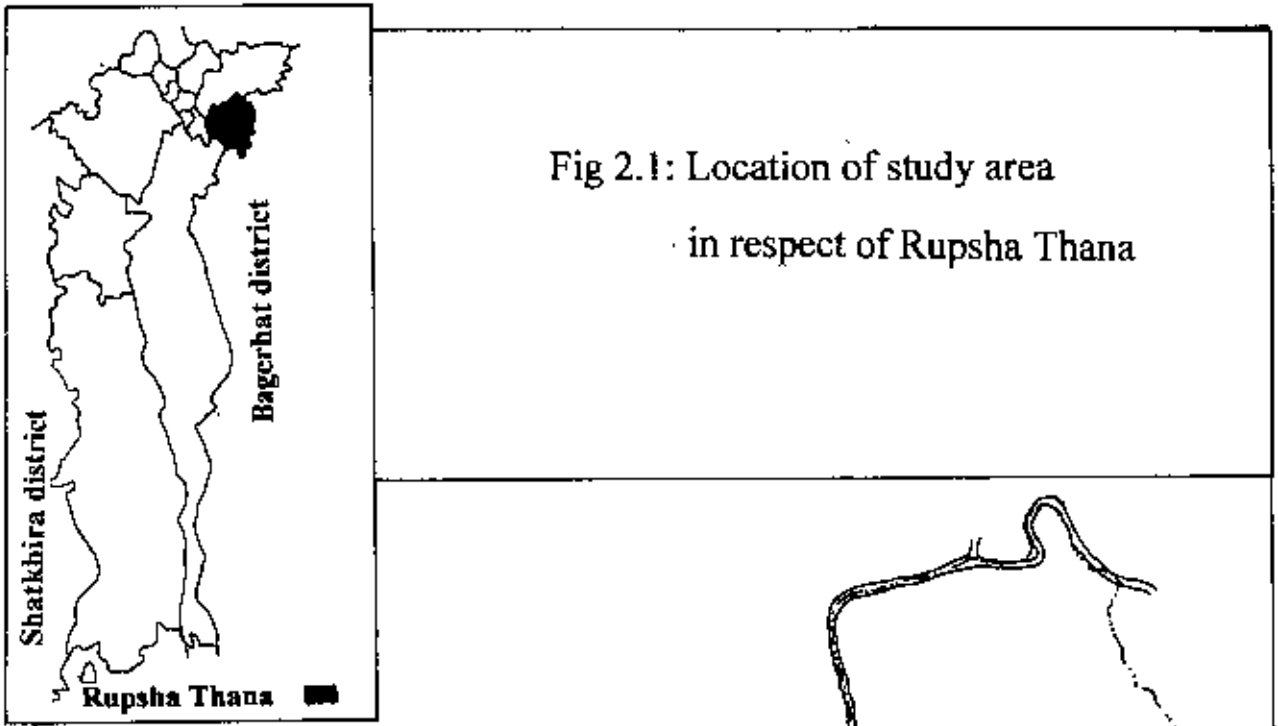 Fig 2.1: Location of study area
in respect of Rupsha Thana
Bagerhat district
Shatkhira district
Rupsha Thana